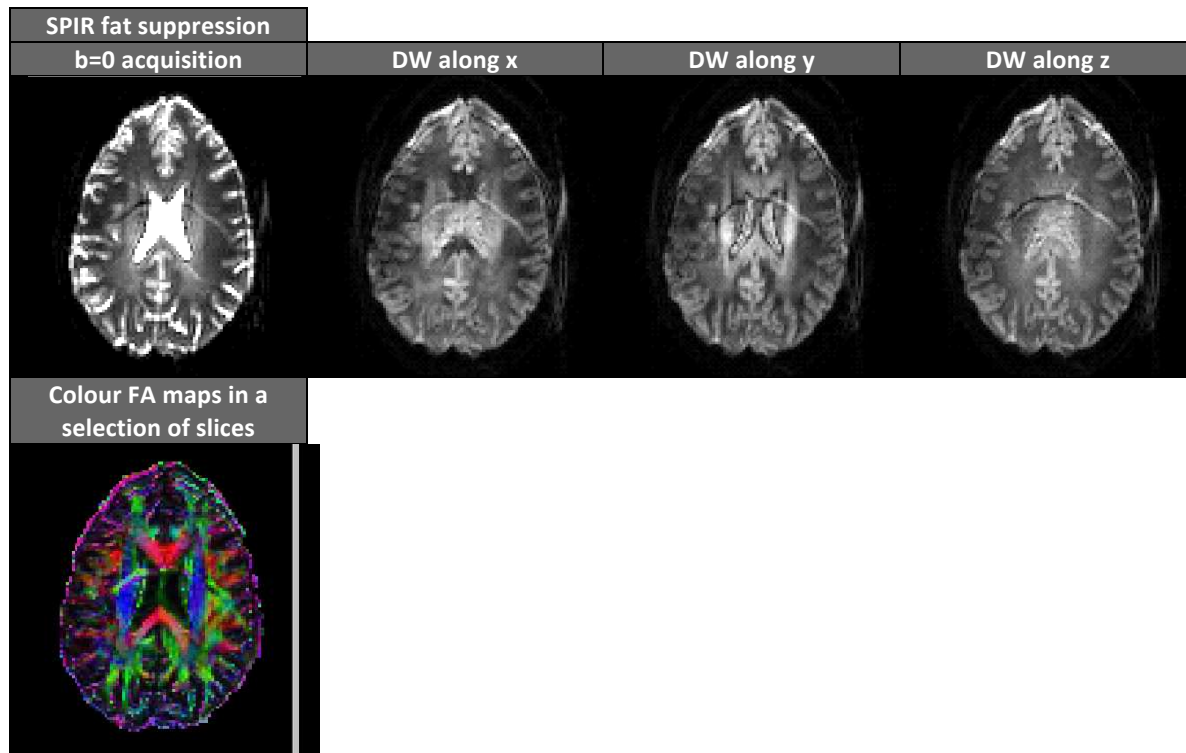 SPIR fat suppression
b=0 acquisition
DW along x
DW along y
DW along z
Colour FA maps in a
selection of slices